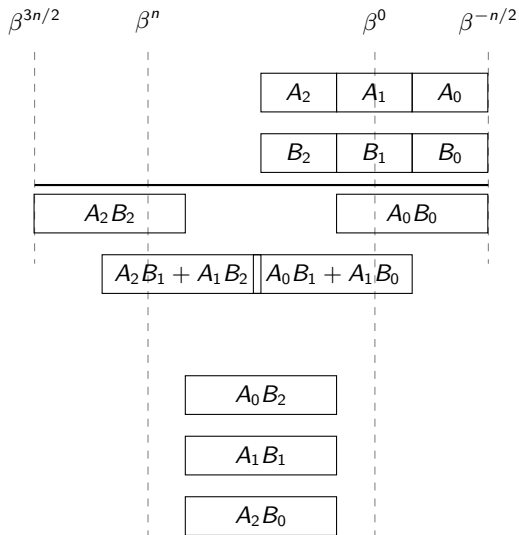 β^{3n/2} β^n β^0 β^{−n/2}
A_2 A_1 A_0
B_2 B_1 B_0
A_2B_2 A_0B_0
A_2B_1 + A_1B_2 A_0B_1 + A_1B_0
A_0B_2
A_1B_1
A_2B_0